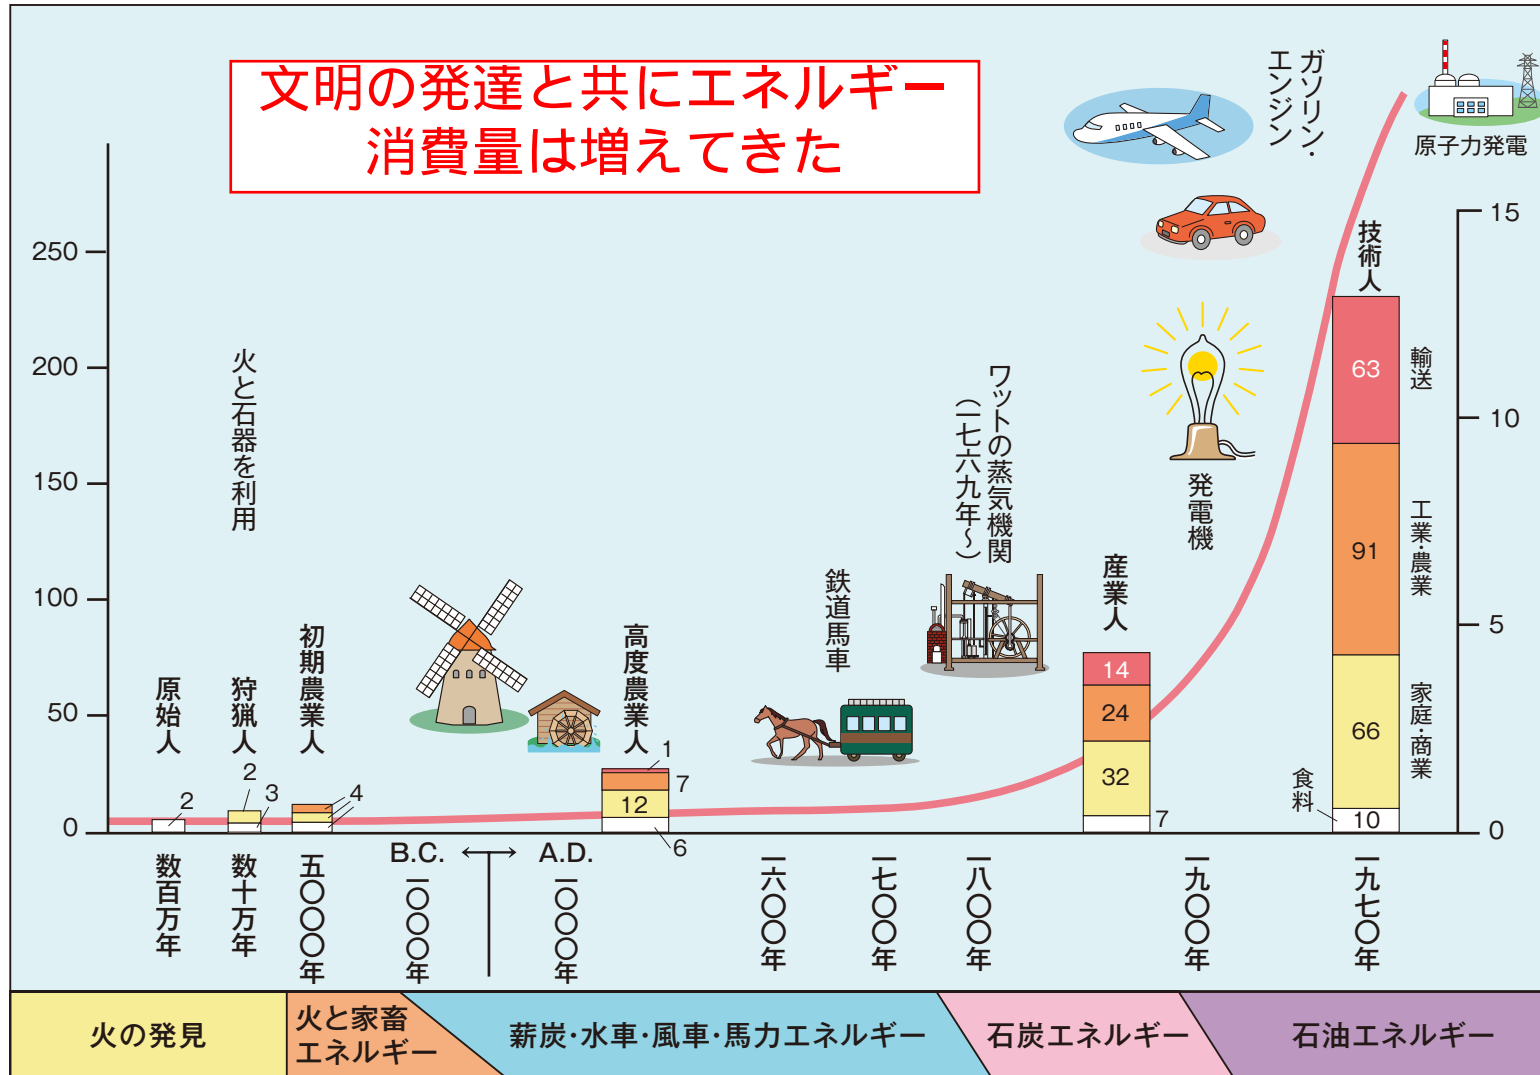 文明の発達と共にエネルギー
消費量は増えてきた
ガソリン・
エンジン
原子力発電
250
200
150
100
50
0
15
10
5
0
火と石器を利用
ワットの蒸気機関
（一七六九年〜）
鉄道馬車
発電機
原始人
狩猟人
初期農業人
高度農業人
産業人
技術人
2
2
3
4
1
7
12
6
14
24
32
7
63
91
66
10
輸送
工業・農業
家庭・商業
食料
数百万年
数十万年
五〇〇〇年
B.C.
一〇〇〇年
A.D.
一〇〇〇年
一六〇〇年
一七〇〇年
一八〇〇年
一九〇〇年
一九七〇年
火の発見
火と家畜
エネルギー
薪炭・水車・風車・馬力エネルギー
石炭エネルギー
石油エネルギー